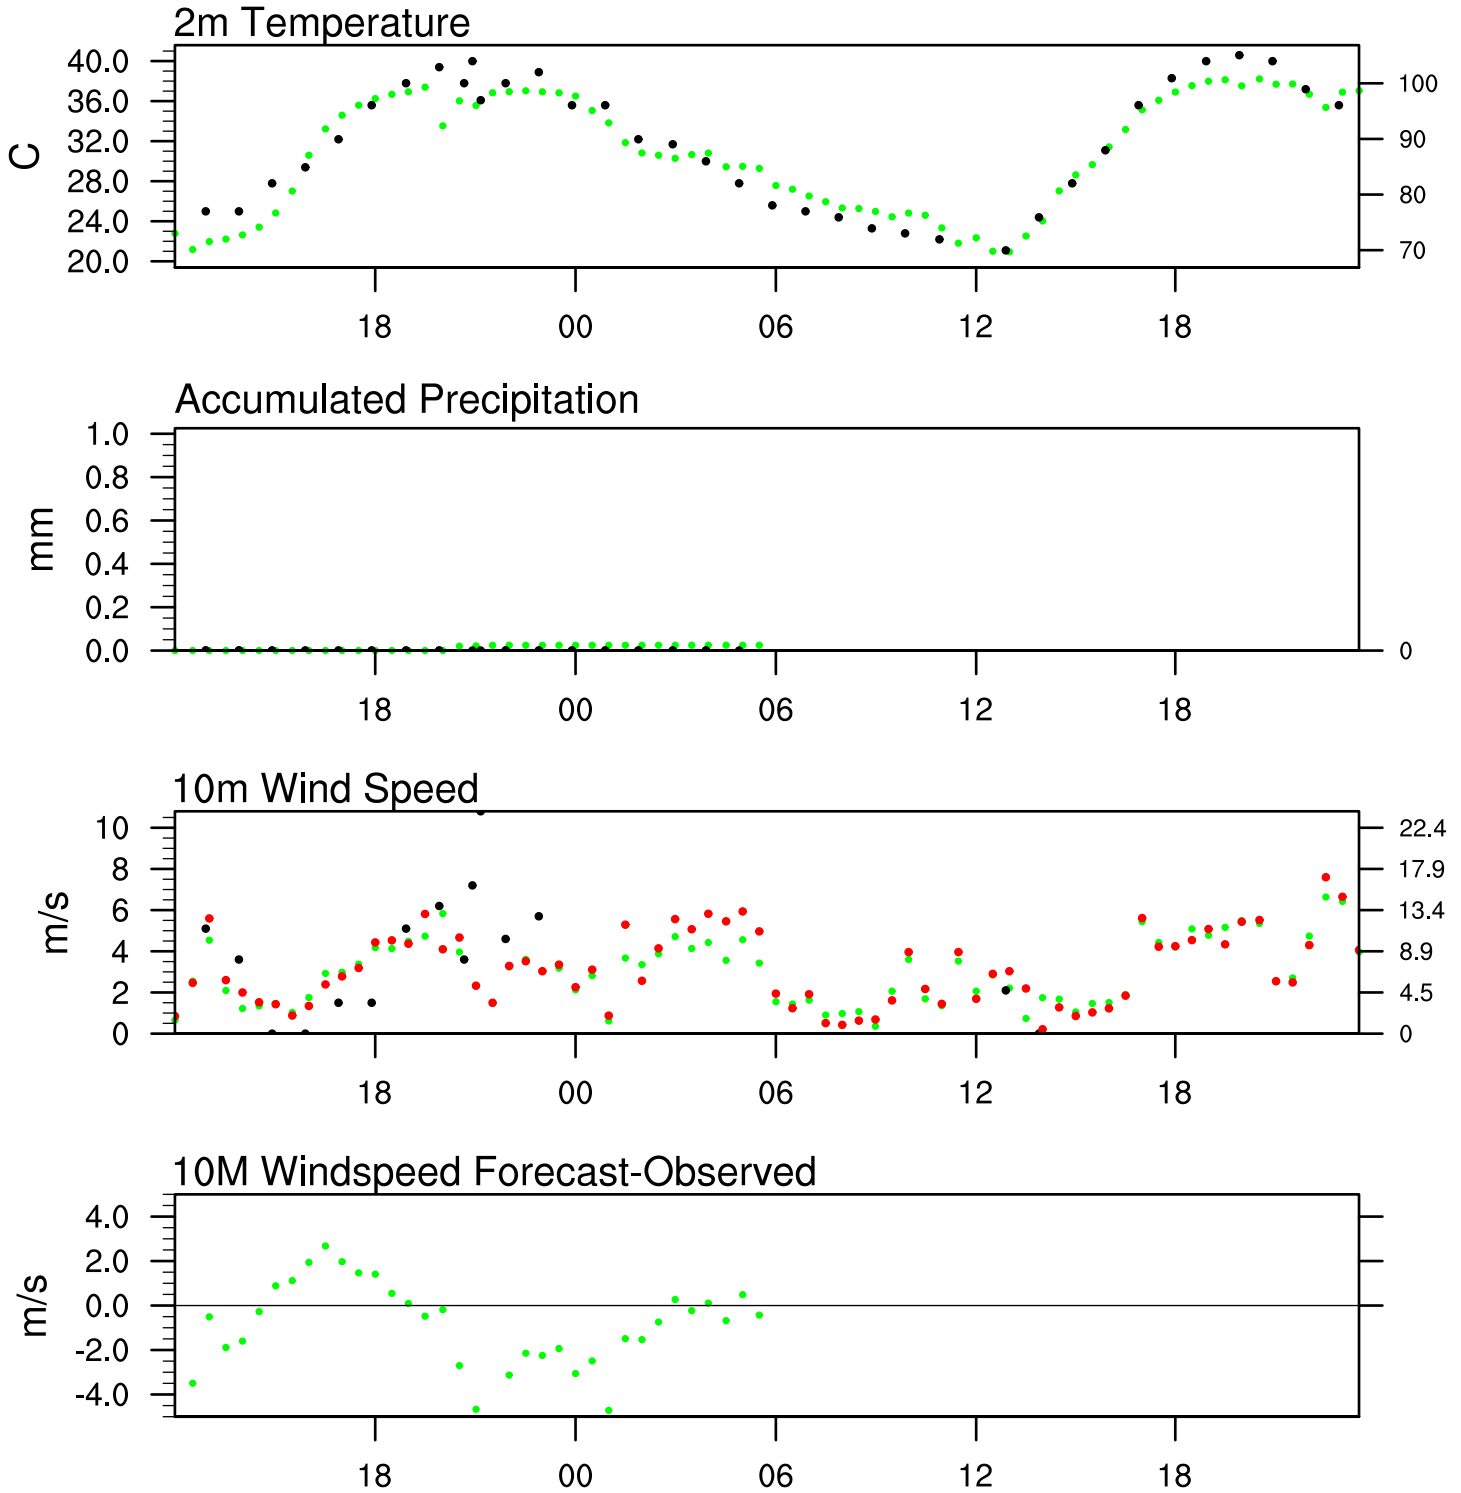 2m Temperature
C
40.0
36.0
32.0
28.0
24.0
20.0
100
90
80
70
18 00 06 12 18
Accumulated Precipitation
mm
1.0
0.8
0.6
0.4
0.2
0.0
0
18 00 06 12 18
10m Wind Speed
m/s
10
8
6
4
2
0
22.4
17.9
13.4
8.9
4.5
0
18 00 06 12 18
10M Windspeed Forecast-Observed
m/s
4.0
2.0
0.0
-2.0
-4.0
18 00 06 12 18